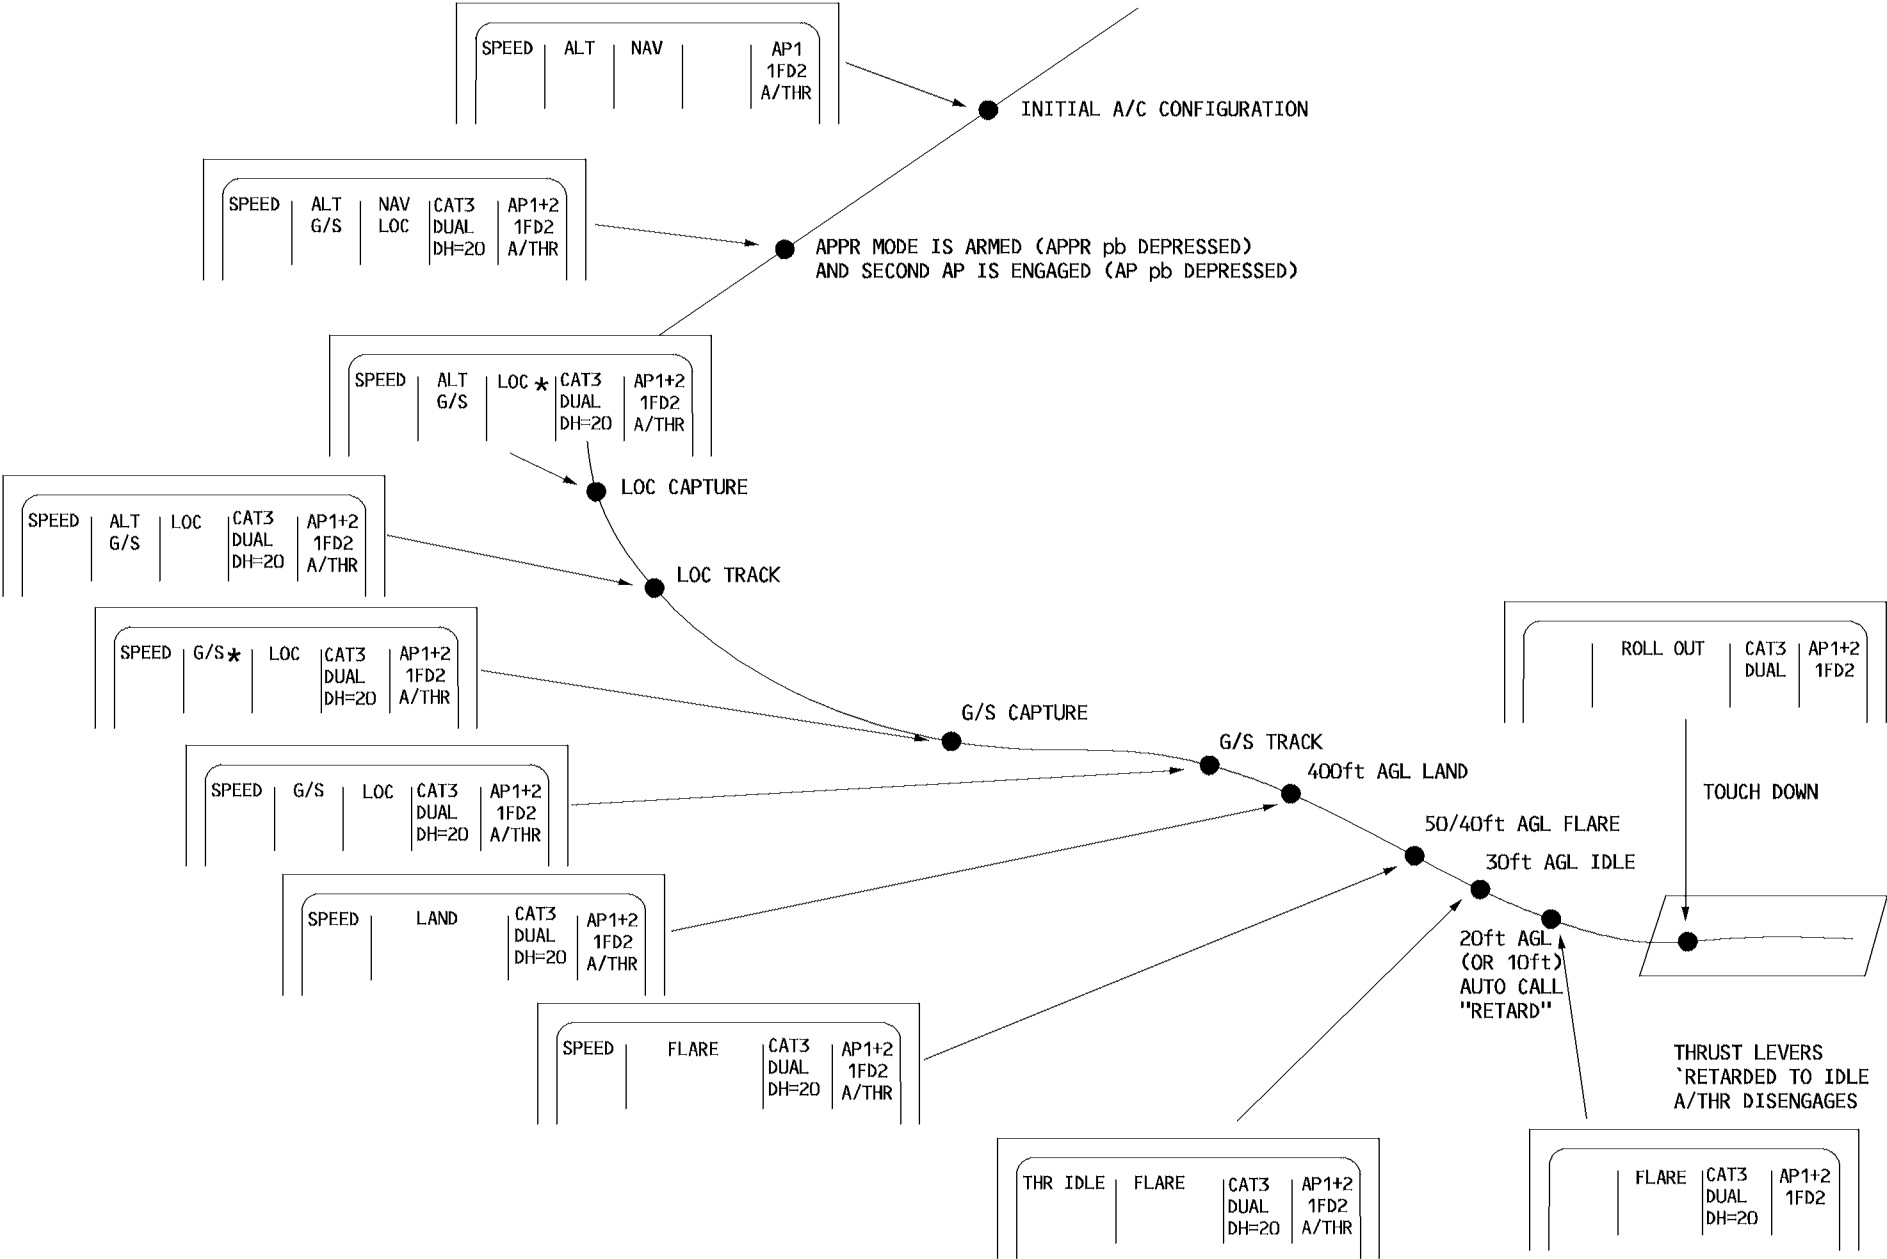 SPEED ALT NAV AP1
1FD2
A/THR
INITIAL A/C CONFIGURATION
SPEED ALT NAV CAT3 AP1+2
G/S LOC DUAL 1FD2
DH=20 A/THR
APPR MODE IS ARMED (APPR pb DEPRESSED)
AND SECOND AP IS ENGAGED (AP pb DEPRESSED)
SPEED ALT LOC * CAT3 AP1+2
G/S DUAL 1FD2
DH=20 A/THR
LOC CAPTURE
SPEED ALT LOC CAT3 AP1+2
G/S DUAL 1FD2
DH=20 A/THR
LOC TRACK
SPEED G/S * LOC CAT3 AP1+2
DUAL 1FD2
DH=20 A/THR
G/S CAPTURE
SPEED G/S LOC CAT3 AP1+2
DUAL 1FD2
DH=20 A/THR
G/S TRACK
400ft AGL LAND
SPEED LAND CAT3 AP1+2
DUAL 1FD2
DH=20 A/THR
50/40ft AGL FLARE
SPEED FLARE CAT3 AP1+2
DUAL 1FD2
DH=20 A/THR
30ft AGL IDLE
THR IDLE FLARE CAT3 AP1+2
DUAL 1FD2
DH=20 A/THR
20ft AGL
(OR 10ft)
AUTO CALL
"RETARD"
FLARE CAT3 AP1+2
DUAL 1FD2
DH=20
ROLL OUT CAT3 AP1+2
DUAL 1FD2
TOUCH DOWN
THRUST LEVERS
`RETARDED TO IDLE
A/THR DISENGAGES